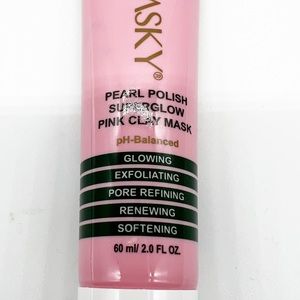 ASKY®
PEARL POLISH
SUPERGLOW
PINK CLAY MASK
pH-Balanced
GLOWING
EXFOLIATING
PORE REFINING
RENEWING
SOFTENING
60 ml/ 2.0 FL OZ.